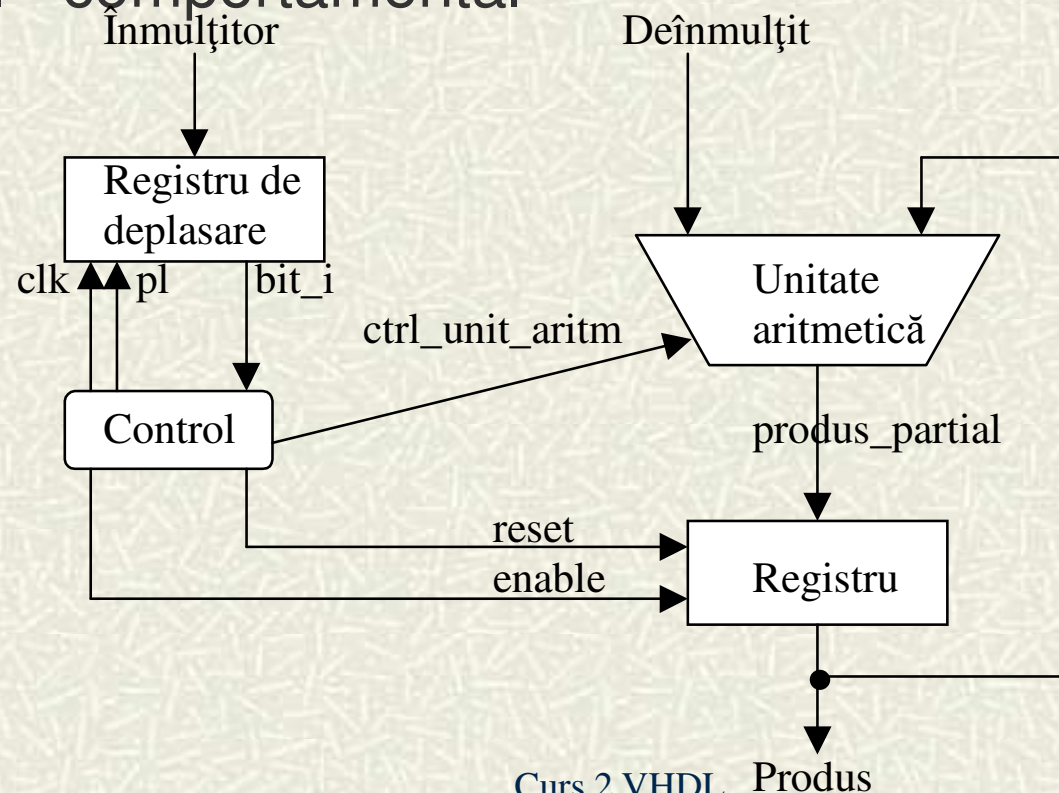 comportamental
Înmulţitor
Deînmulţit
Registru de
deplasare
clk
pl
bit_i
Unitate
aritmetică
ctrl_unit_aritm
Control
produs_partial
reset
enable
Registru
Curs 2 VHDL
Produs